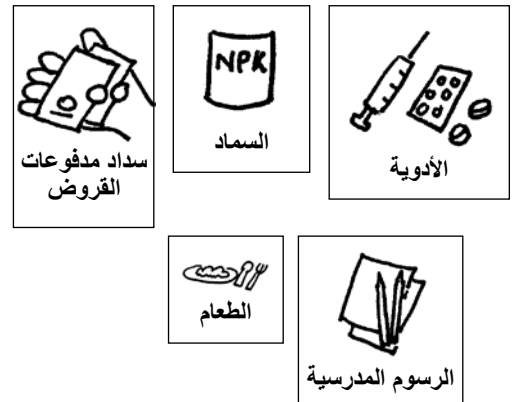 سداد مدفوعات
القروض
NPK
السماد
الأدوية
الطعام
الرسوم المدرسية